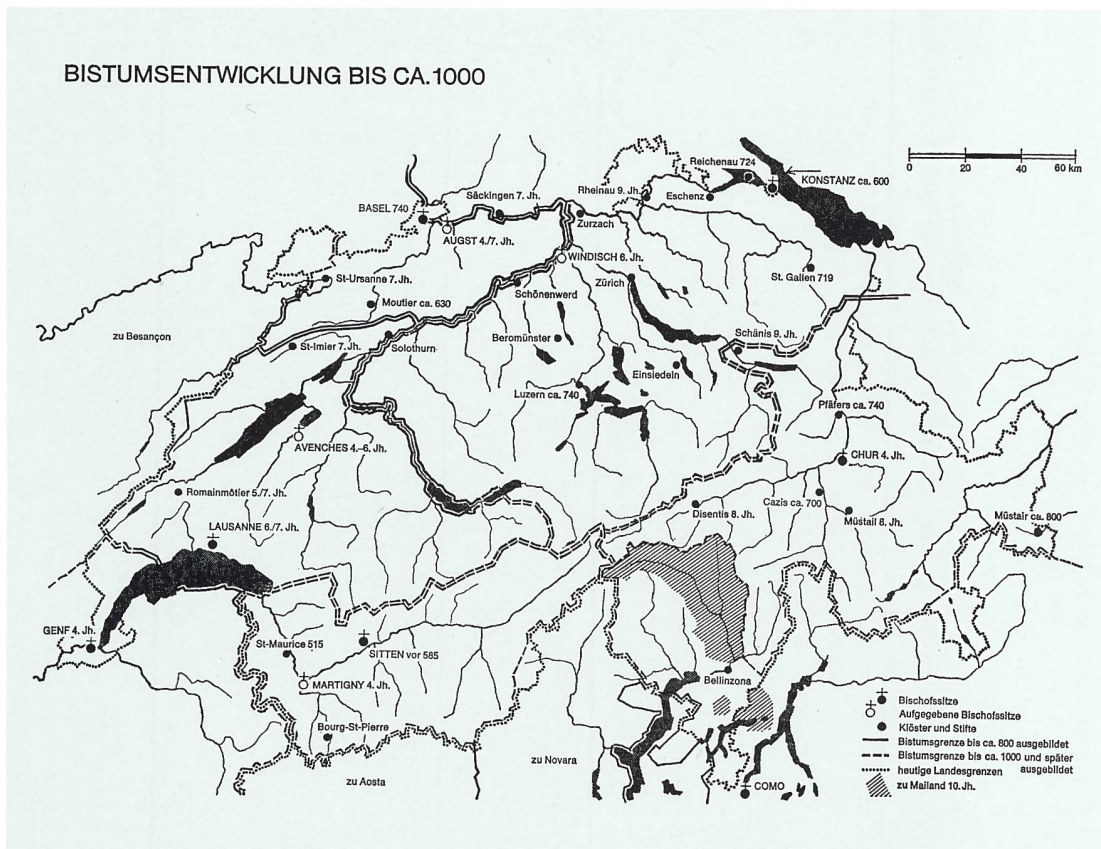 BISTUMSENTWICKLUNG BIS CA.1000
0 20 40 60 km
Reichenau 724
KONSTANZ ca. 600
Säckingen 7. Jh.
Rheinau 9. Jh.
Eschenz
BASEL 740
Zurzach
AUGST 4./7. Jh.
WINDISCH 6. Jh.
St-Ursanne 7. Jh.
St. Gallen 719
Zürich
Schönenwerd
Moutier ca. 630
zu Besançon
Beromünster
Schänis 9. Jh.
St-Imier 7. Jh.
Solothurn
Einsiedeln
Luzern ca. 740
Pfäfers ca. 740
AVENCHES 4.–6. Jh.
CHUR 4. Jh.
Romainmôtier 5./7. Jh.
Cazis ca. 700
Disentis 8. Jh.
Müstail 8. Jh.
Müstair ca. 800
LAUSANNE 6./7. Jh.
GENF 4. Jh.
St-Maurice 515
SITTEN vor 585
Bellinzona
MARTIGNY 4. Jh.
Bourg-St-Pierre
zu Novara
zu Aosta
COMO
Bischofssitze
Aufgegebene Bischofssitze
Klöster und Stifte
Bistumsgrenze bis ca. 800 ausgebildet
Bistumsgrenze bis ca. 1000 und später
ausgebildet
heutige Landesgrenzen
zu Mailand 10. Jh.